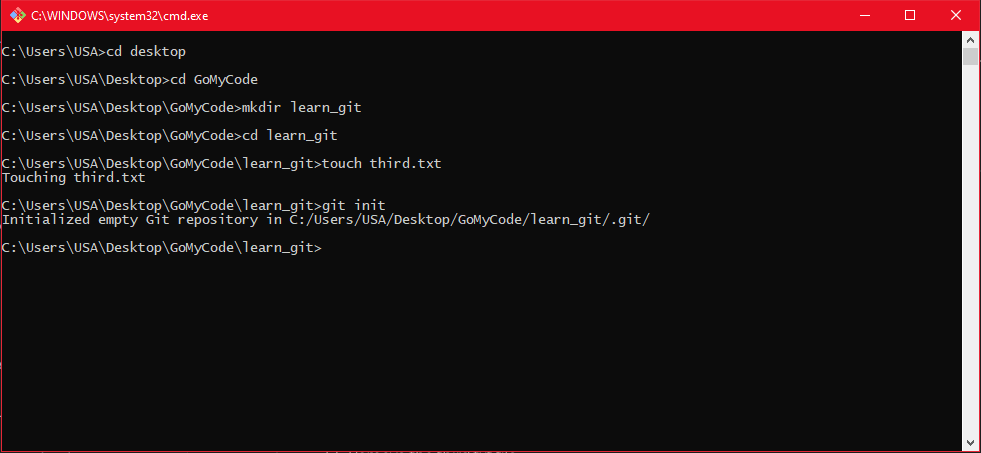 C:\WINDOWS\system32\cmd.exe
C:\Users\USA>cd desktop
C:\Users\USA\Desktop>cd GoMyCode
C:\Users\USA\Desktop\GoMyCode>mkdir learn_git
C:\Users\USA\Desktop\GoMyCode>cd learn_git
C:\Users\USA\Desktop\GoMyCode\learn_git>touch third.txt
Touching third.txt
C:\Users\USA\Desktop\GoMyCode\learn_git>git init
Initialized empty Git repository in C:/Users/USA/Desktop/GoMyCode/learn_git/.git/
C:\Users\USA\Desktop\GoMyCode\learn_git>